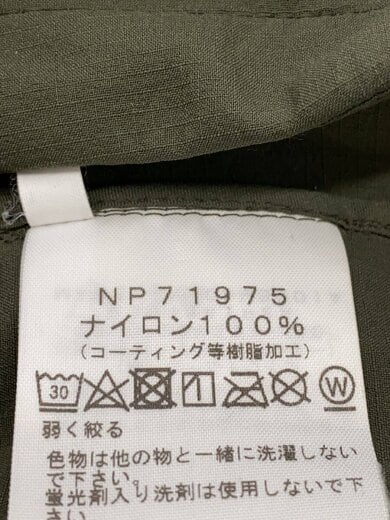 NP71975
ナイロン100%
(コーティング等樹脂加工)
30 W
弱く絞る
色物は他の物と一緒に洗濯しない
で下さい。
蛍光剤入り洗剤は使用しないで下
さい